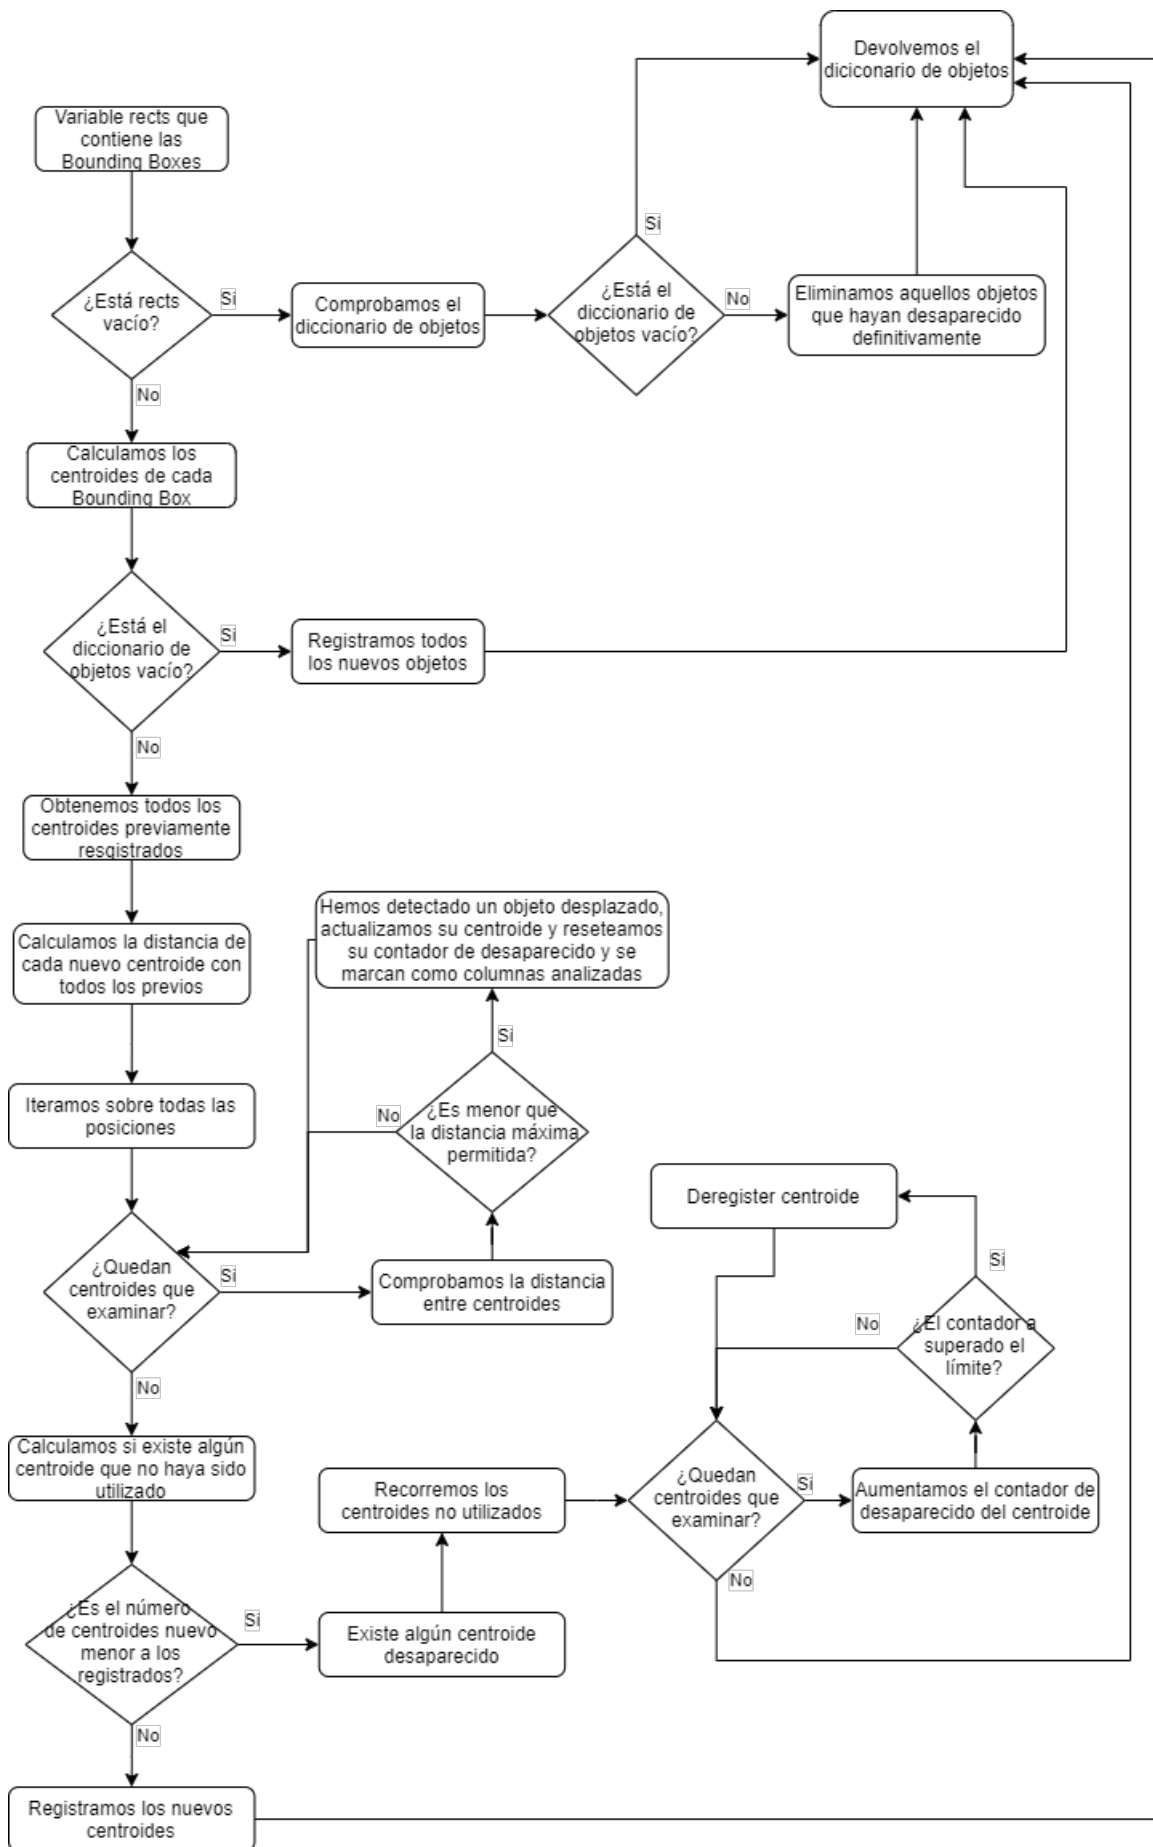 Devolvemos el
diciconario de objetos
Variable rects que
contiene las
Bounding Boxes
¿Está rects
vacío?
Si
Comprobamos el
diccionario de objetos
Si
¿Está el
diccionario de
objetos vacío?
No
Eliminamos aquellos objetos
que hayan desaparecido
definitivamente
No
Calculamos los
centroides de cada
Bounding Box
¿Está el
diccionario de
objetos vacío?
Si
Registramos todos
los nuevos objetos
No
Obtenemos todos los
centroides previamente
resgistrados
Calculamos la distancia de
cada nuevo centroide con
todos los previos
Hemos detectado un objeto desplazado,
actualizamos su centroide y reseteamos
su contador de desaparecido y se
marcan como columnas analizadas
Si
Iteramos sobre todas las
posiciones
No
¿Es menor que
la distancia máxima
permitida?
Deregister centroide
¿Quedan
centroides que
examinar?
Si
Comprobamos la distancia
entre centroides
Si
No
¿El contador a
superado el
límite?
No
Calculamos si existe algún
centroide que no haya sido
utilizado
Recorremos los
centroides no utilizados
¿Quedan
centroides que
examinar?
Si
Aumentamos el contador de
desaparecido del centroide
No
¿Es el número
de centroides nuevo
menor a los
registrados?
Si
Existe algún centroide
desaparecido
No
Registramos los nuevos
centroides